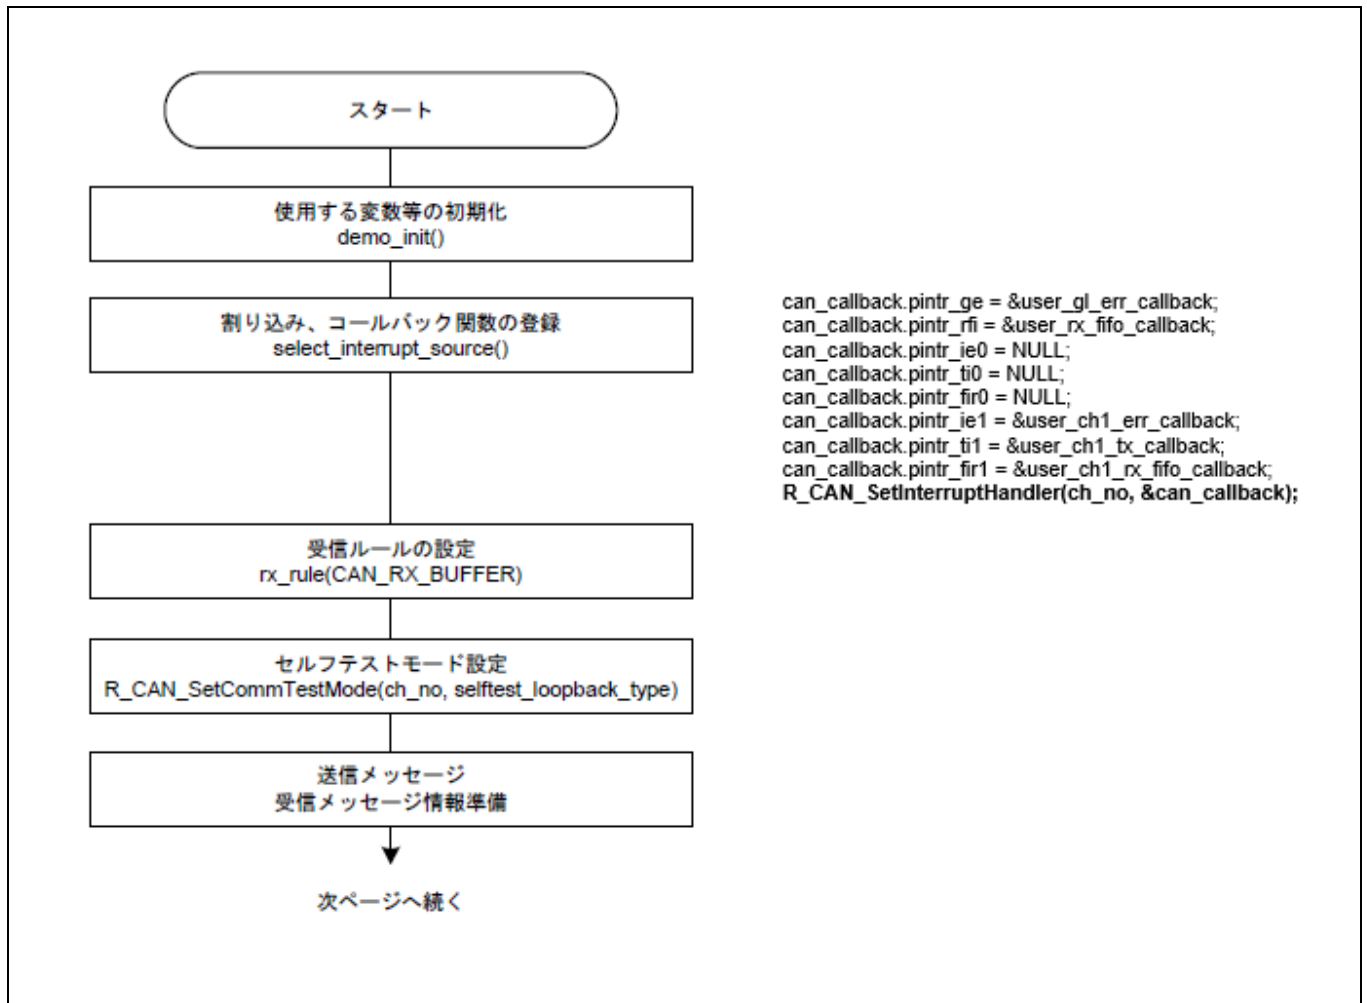 スタート
使用する変数等の初期化
demo_init()
割り込み、コールバック関数の登録
select_interrupt_source()
can_callback.pintr_ge = &user_gl_err_callback;
can_callback.pintr_rfi = &user_rx_fifo_callback;
can_callback.pintr_ie0 = NULL;
can_callback.pintr_ti0 = NULL;
can_callback.pintr_fir0 = NULL;
can_callback.pintr_ie1 = &user_ch1_err_callback;
can_callback.pintr_ti1 = &user_ch1_tx_callback;
can_callback.pintr_fir1 = &user_ch1_rx_fifo_callback;
R_CAN_SetInterruptHandler(ch_no, &can_callback);
受信ルールの設定
rx_rule(CAN_RX_BUFFER)
セルフテストモード設定
R_CAN_SetCommTestMode(ch_no, selftest_loopback_type)
送信メッセージ
受信メッセージ情報準備
次ページへ続く